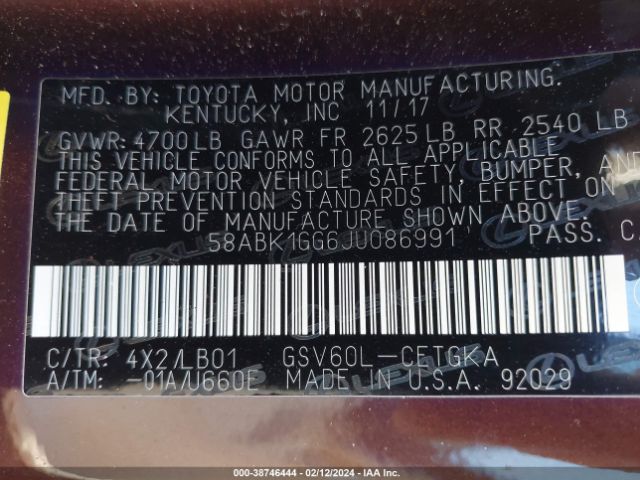 MFD. BY: TOYOTA MOTOR MANUFACTURING.
KENTUCKY, INC 11/17
GVWR: 4700LB GAWR FR 2625LB RR 2540 LB
THIS VEHICLE CONFORMS TO ALL APPLICABLE
FEDERAL MOTOR VEHICLE SAFETY, BUMPER, AND
THEFT PREVENTION STANDARDS IN EFFECT ON
THE DATE OF MANUFACTURE SHOWN ABOVE.
58ABK1GG6JU086991 PASS. C
C/TR: 4X2/LB01 GSV60L-CETGKA
A/TM: -01A/U660E MADE IN U.S.A. 92029
000-38746444 - 02/12/2024 - IAA Inc.